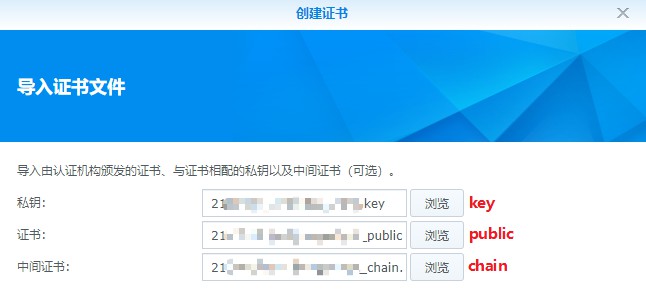 创建证书
导入证书文件
导入由认证机构颁发的证书、与证书相配的私钥以及中间证书（可选）。
私钥： 21 key 浏览 key
证书： 21 _public 浏览 public
中间证书： 21 _chain. 浏览 chain